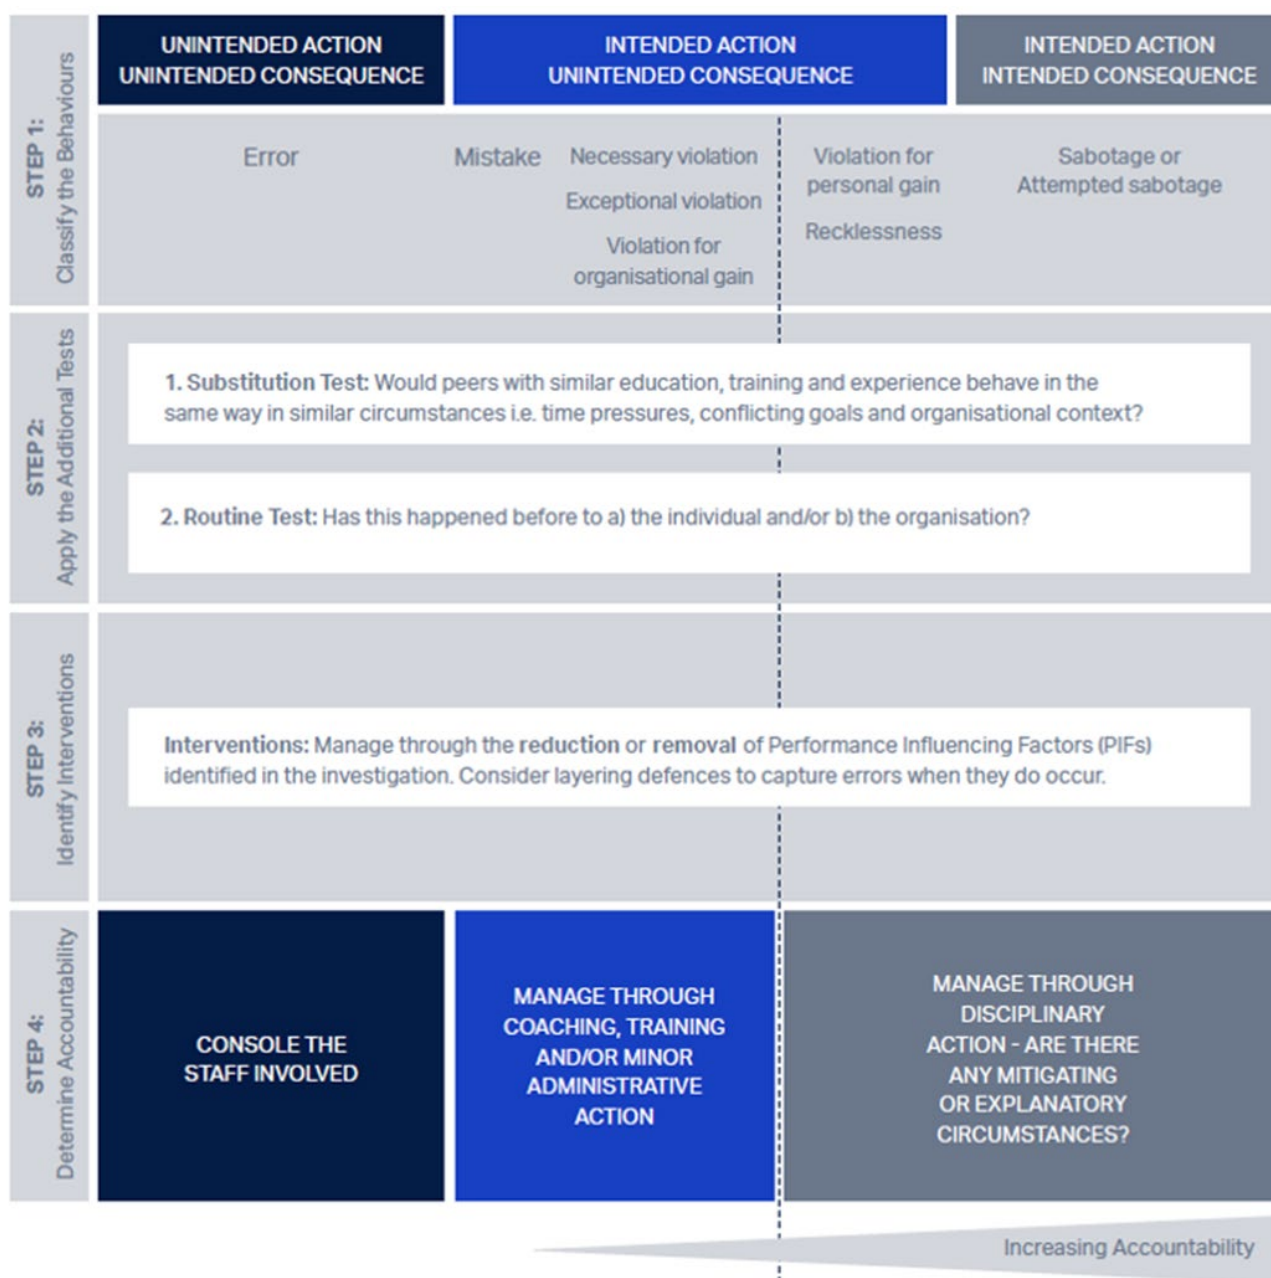 UNINTENDED ACTION
UNINTENDED CONSEQUENCE
INTENDED ACTION
UNINTENDED CONSEQUENCE
INTENDED ACTION
INTENDED CONSEQUENCE
STEP 1:
Classify the Behaviours
Error
Mistake
Necessary violation
Exceptional violation
Violation for
organisational gain
Violation for
personal gain
Recklessness
Sabotage or
Attempted sabotage
STEP 2:
Apply the Additional Tests
1. Substitution Test: Would peers with similar education, training and experience behave in the
same way in similar circumstances i.e. time pressures, conflicting goals and organisational context?
2. Routine Test: Has this happened before to a) the individual and/or b) the organisation?
STEP 3:
Identify Interventions
Interventions: Manage through the reduction or removal of Performance Influencing Factors (PIFs)
identified in the investigation. Consider layering defences to capture errors when they do occur.
STEP 4:
Determine Accountability
CONSOLE THE
STAFF INVOLVED
MANAGE THROUGH
COACHING, TRAINING
AND/OR MINOR
ADMINISTRATIVE
ACTION
MANAGE THROUGH
DISCIPLINARY
ACTION - ARE THERE
ANY MITIGATING
OR EXPLANATORY
CIRCUMSTANCES?
Increasing Accountability